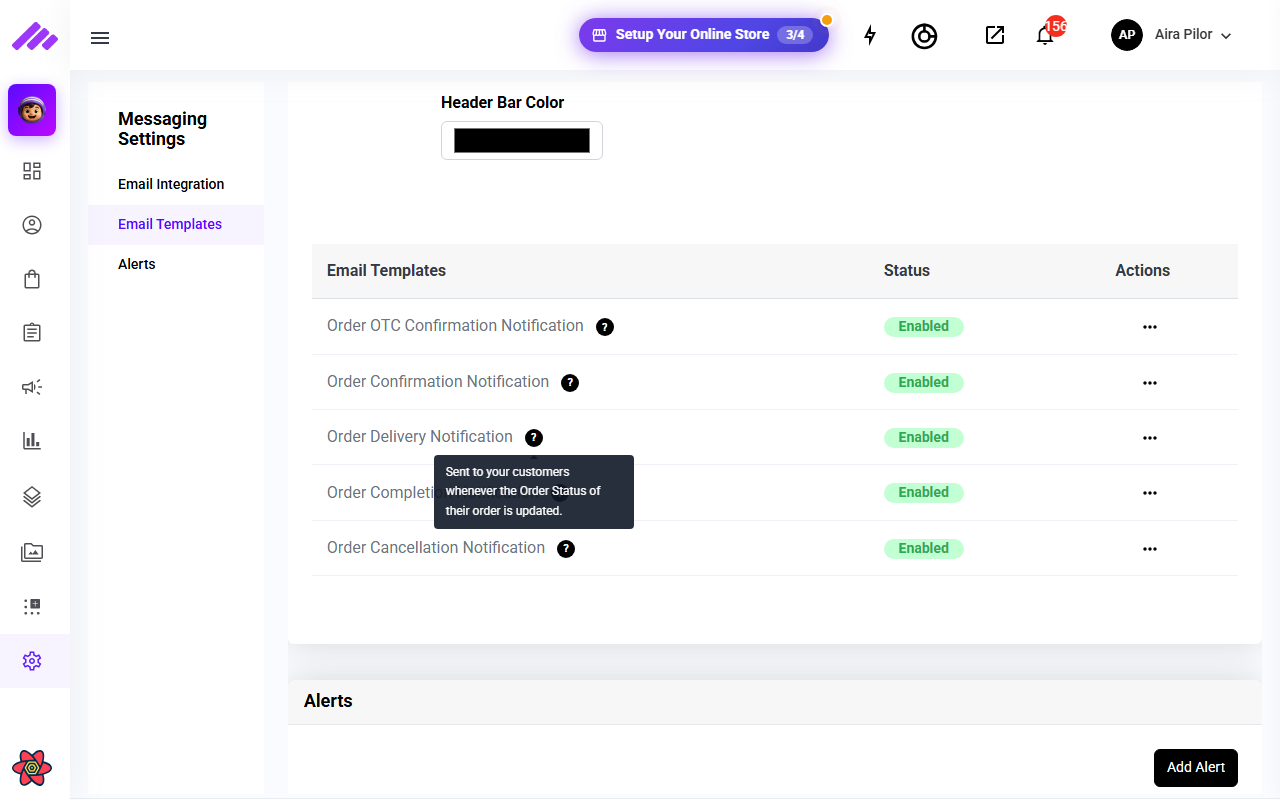 Setup Your Online Store 3/4
156
AP Aira Pilor
Messaging
Settings
Email Integration
Email Templates
Alerts
Header Bar Color
Email Templates Status Actions
Order OTC Confirmation Notification ? Enabled
Order Confirmation Notification ? Enabled
Order Delivery Notification ? Enabled
Sent to your customers
whenever the Order Status of
their order is updated.
Order Completi Enabled
Order Cancellation Notification ? Enabled
Alerts
Add Alert